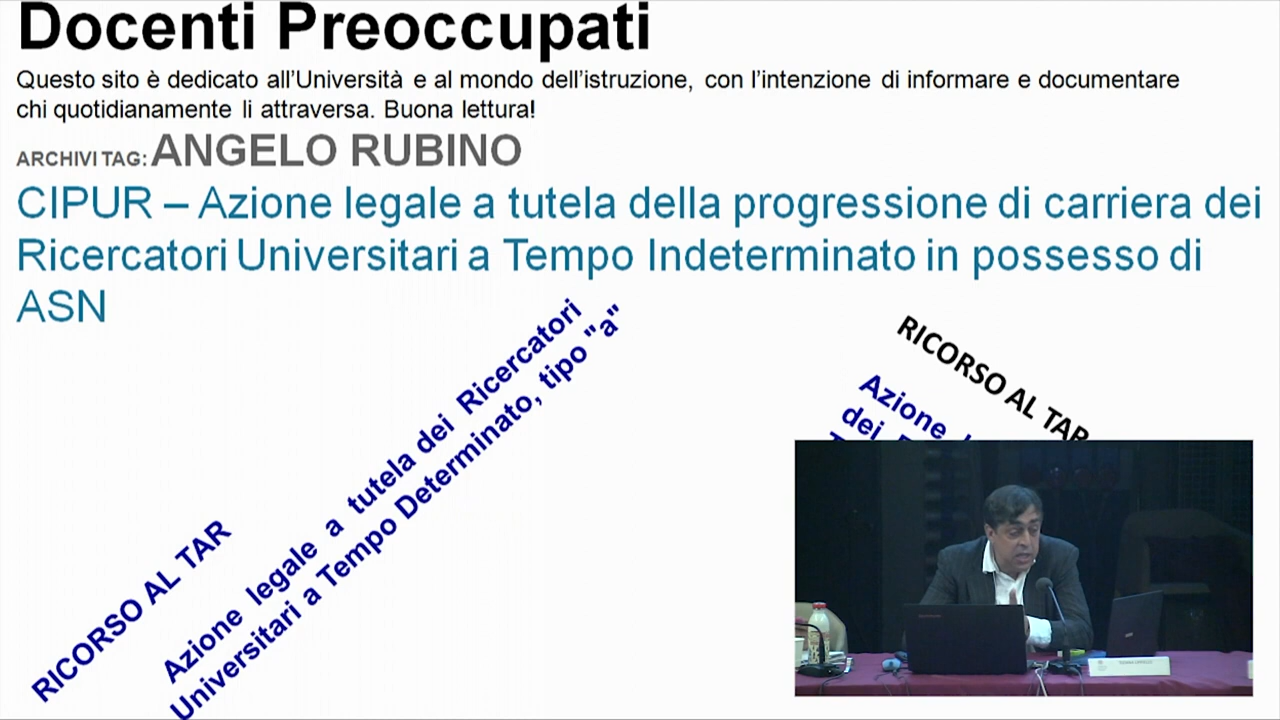 Docenti Preoccupati
Questo sito è dedicato all'Università e al mondo dell'istruzione, con l'intenzione di informare e documentare
chi quotidianamente li attraversa. Buona lettura!
ARCHIVI TAG: ANGELO RUBINO
CIPUR – Azione legale a tutela della progressione di carriera dei
Ricercatori Universitari a Tempo Indeterminato in possesso di
ASN
RICORSO AL TAR
Azione legale a tutela dei Ricercatori
Universitari a Tempo Determinato, tipo "a"
RICORSO AL TAR
Azione
dei